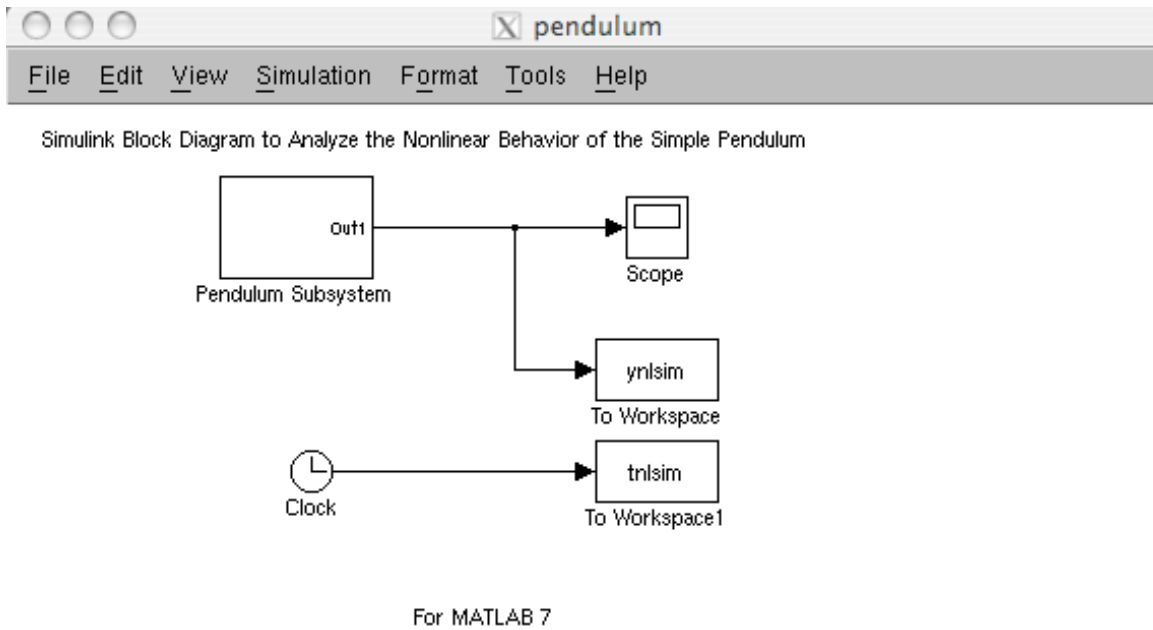 pendulum
File Edit View Simulation Format Tools Help
Simulink Block Diagram to Analyze the Nonlinear Behavior of the Simple Pendulum
Out1
Pendulum Subsystem
Scope
ynlsim
To Workspace
Clock
tnlsim
To Workspace1
For MATLAB 7